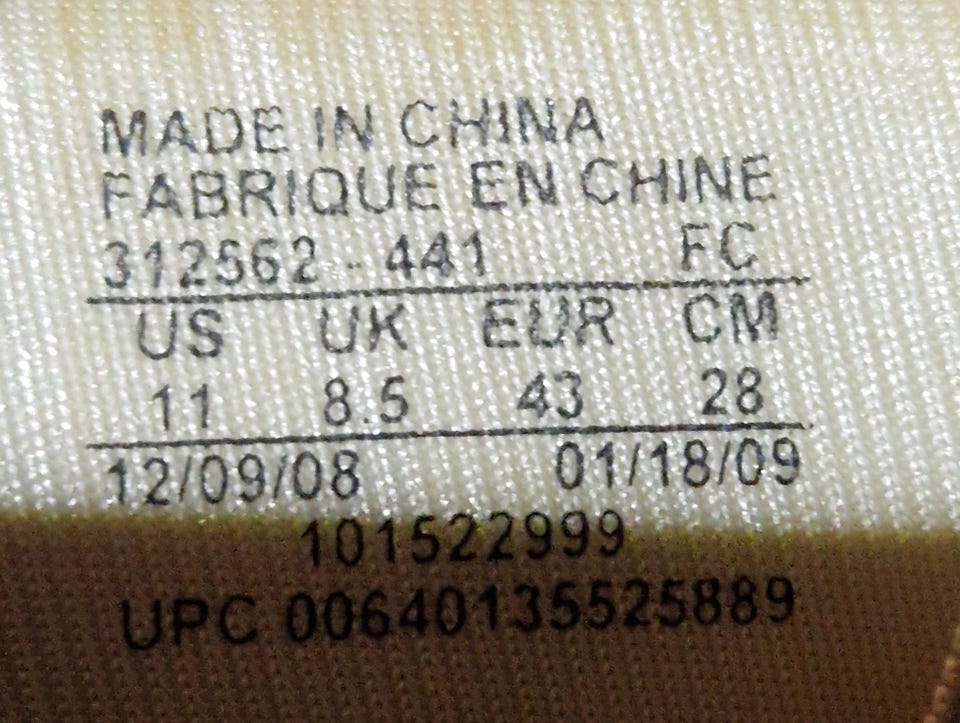 MADE IN CHINA
FABRIQUE EN CHINE
312562 - 441 FC
US UK EUR CM
11 8.5 43 28
12/09/08 01/18/09
101522999
UPC 00640135525889